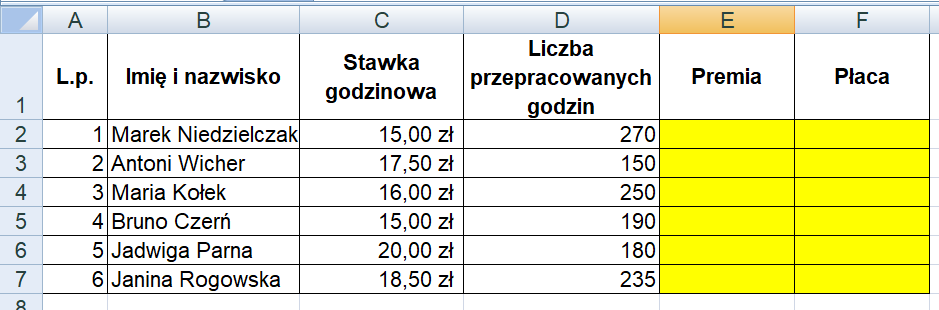 A B C D E F
1 L.p. Imię i nazwisko Stawka godzinowa Liczba przepracowanych godzin Premia Płaca
2 1 Marek Niedzielczak 15,00 zł 270
3 2 Antoni Wicher 17,50 zł 150
4 3 Maria Kołek 16,00 zł 250
5 4 Bruno Czerń 15,00 zł 190
6 5 Jadwiga Parna 20,00 zł 180
7 6 Janina Rogowska 18,50 zł 235
8